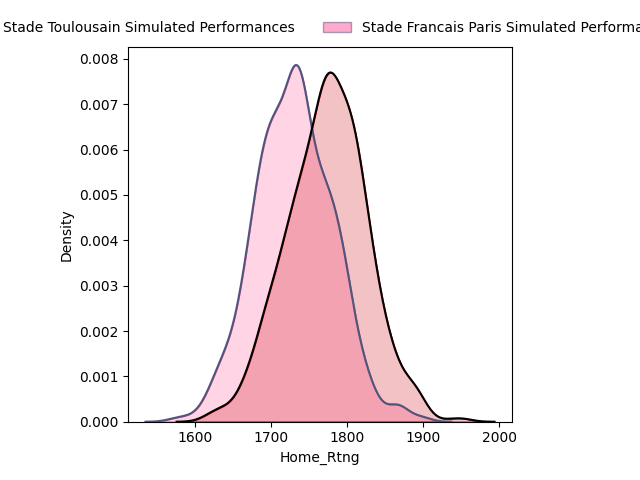 Stade Toulousain Simulated Performances Stade Francais Paris Simulated Performa
0.008
0.007
0.006
0.005
0.004
0.003
0.002
0.001
0.000
Density
1600 1700 1800 1900 2000
Home_Rtng